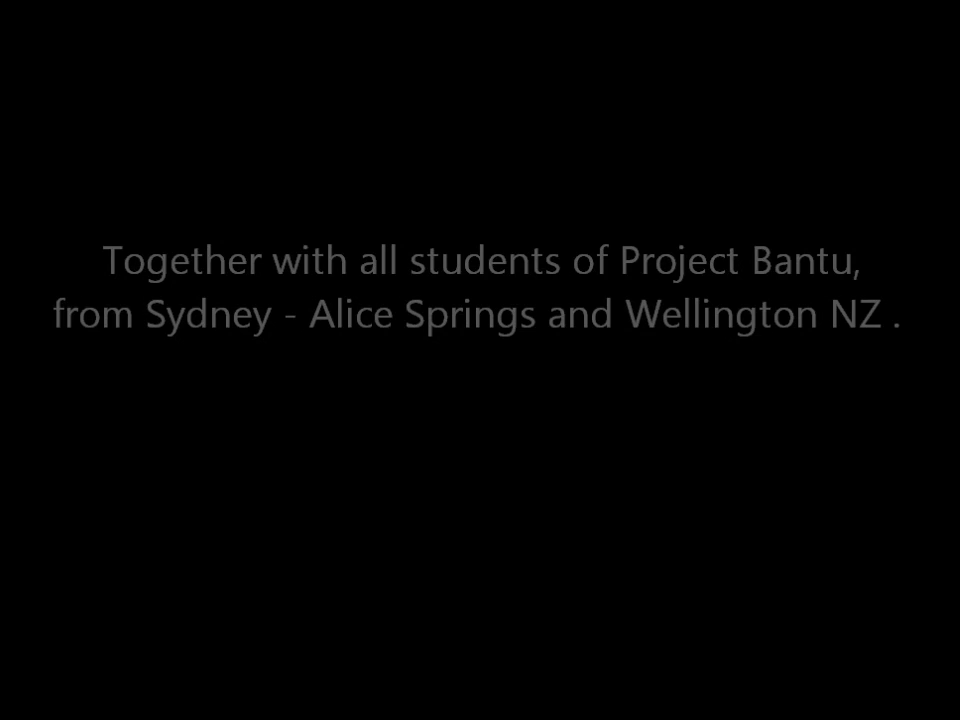 Together with all students of Project Bantu,
from Sydney - Alice Springs and Wellington NZ .